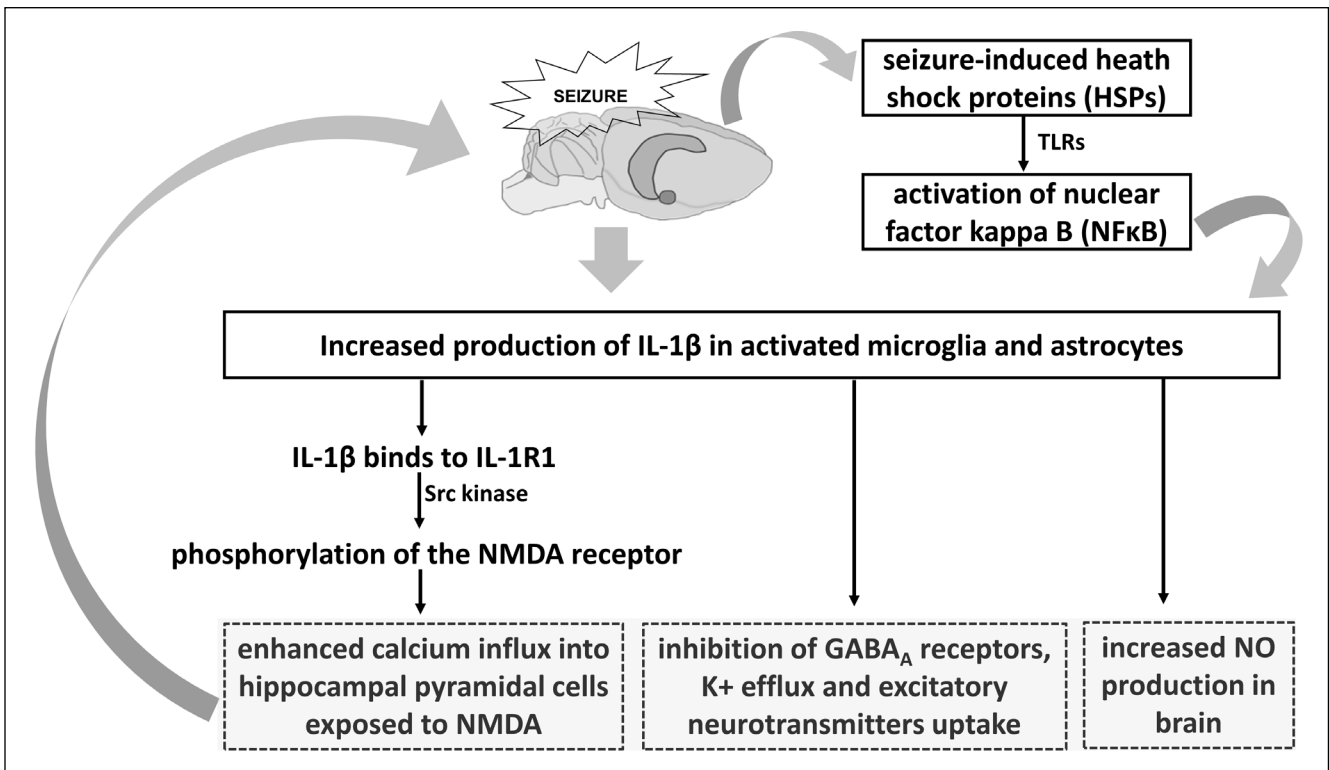 SEIZURE
seizure-induced heath
shock proteins (HSPs)
TLRs
activation of nuclear
factor kappa B (NFκB)
Increased production of IL-1β in activated microglia and astrocytes
IL-1β binds to IL-1R1
Src kinase
phosphorylation of the NMDA receptor
enhanced calcium influx into
hippocampal pyramidal cells
exposed to NMDA
inhibition of GABA_A receptors,
K+ efflux and excitatory
neurotransmitters uptake
increased NO
production in
brain